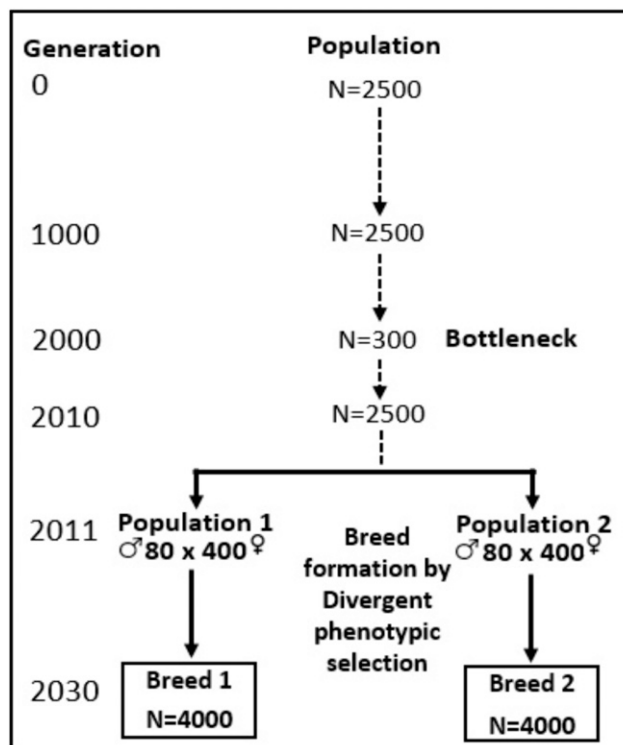 Generation Population
0 N=2500
1000 N=2500
2000 N=300 Bottleneck
2010 N=2500
2011 Population 1 Population 2
♂80 x 400♀ ♂80 x 400♀
Breed
formation by
Divergent
phenotypic
selection
2030 Breed 1 Breed 2
N=4000 N=4000